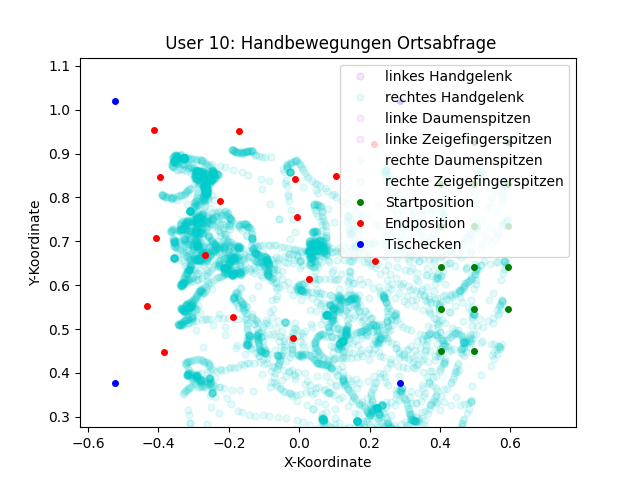 User 10: Handbewegungen Ortsabfrage
1.1
1.0
0.9
0.8
0.7
0.6
0.5
0.4
0.3
Y-Koordinate
linkes Handgelenk
rechtes Handgelenk
linke Daumenspitzen
linke Zeigefingerspitzen
rechte Daumenspitzen
rechte Zeigefingerspitzen
Startposition
Endposition
Tischecken
−0.6 −0.4 −0.2 0.0 0.2 0.4 0.6
X-Koordinate